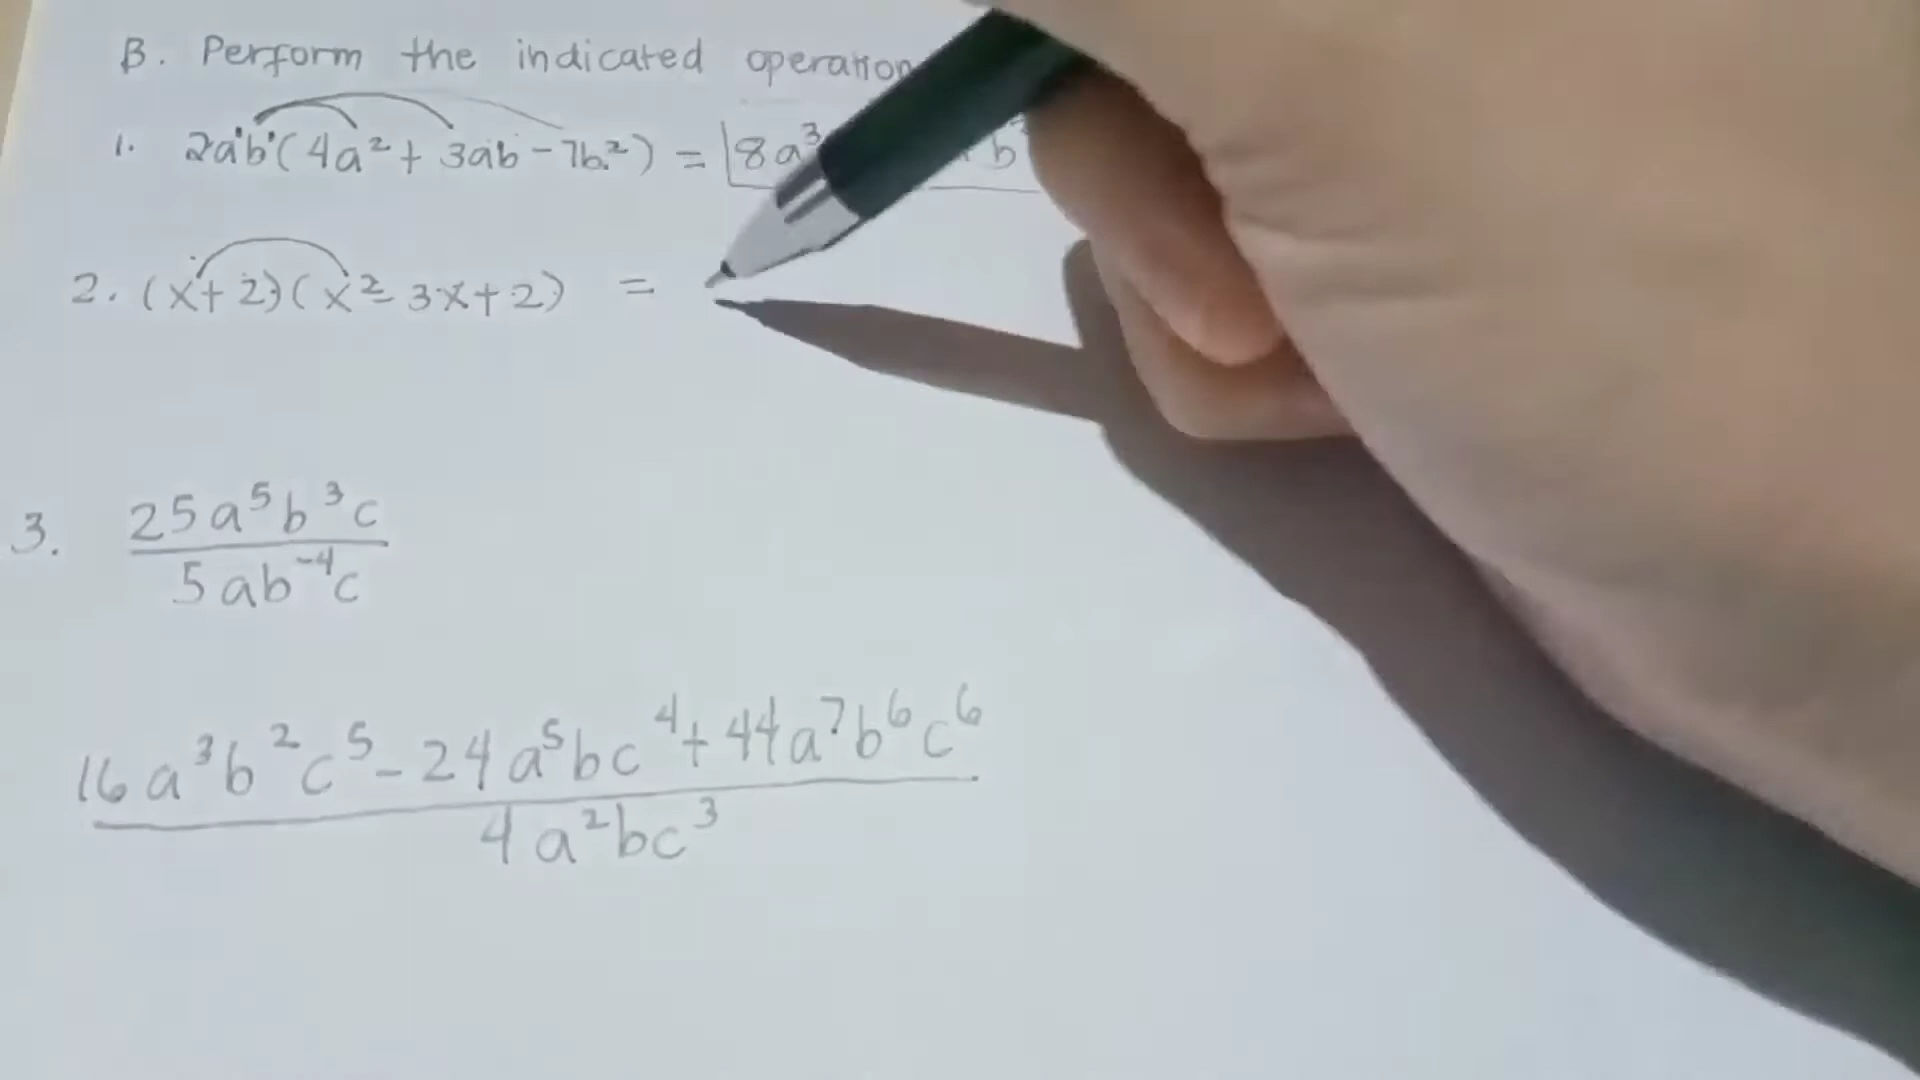 B. Perform the indicated operation
1. 2a¹b¹(4a² + 3ab - 7b²) = 8a³ b
2. (x + 2)(x² - 3x + 2) =
3. 25a⁵b³c
5ab⁻⁴c
16a³b²c⁵ - 24a⁵bc⁴ + 44a⁷b⁶c⁶
4a²bc³